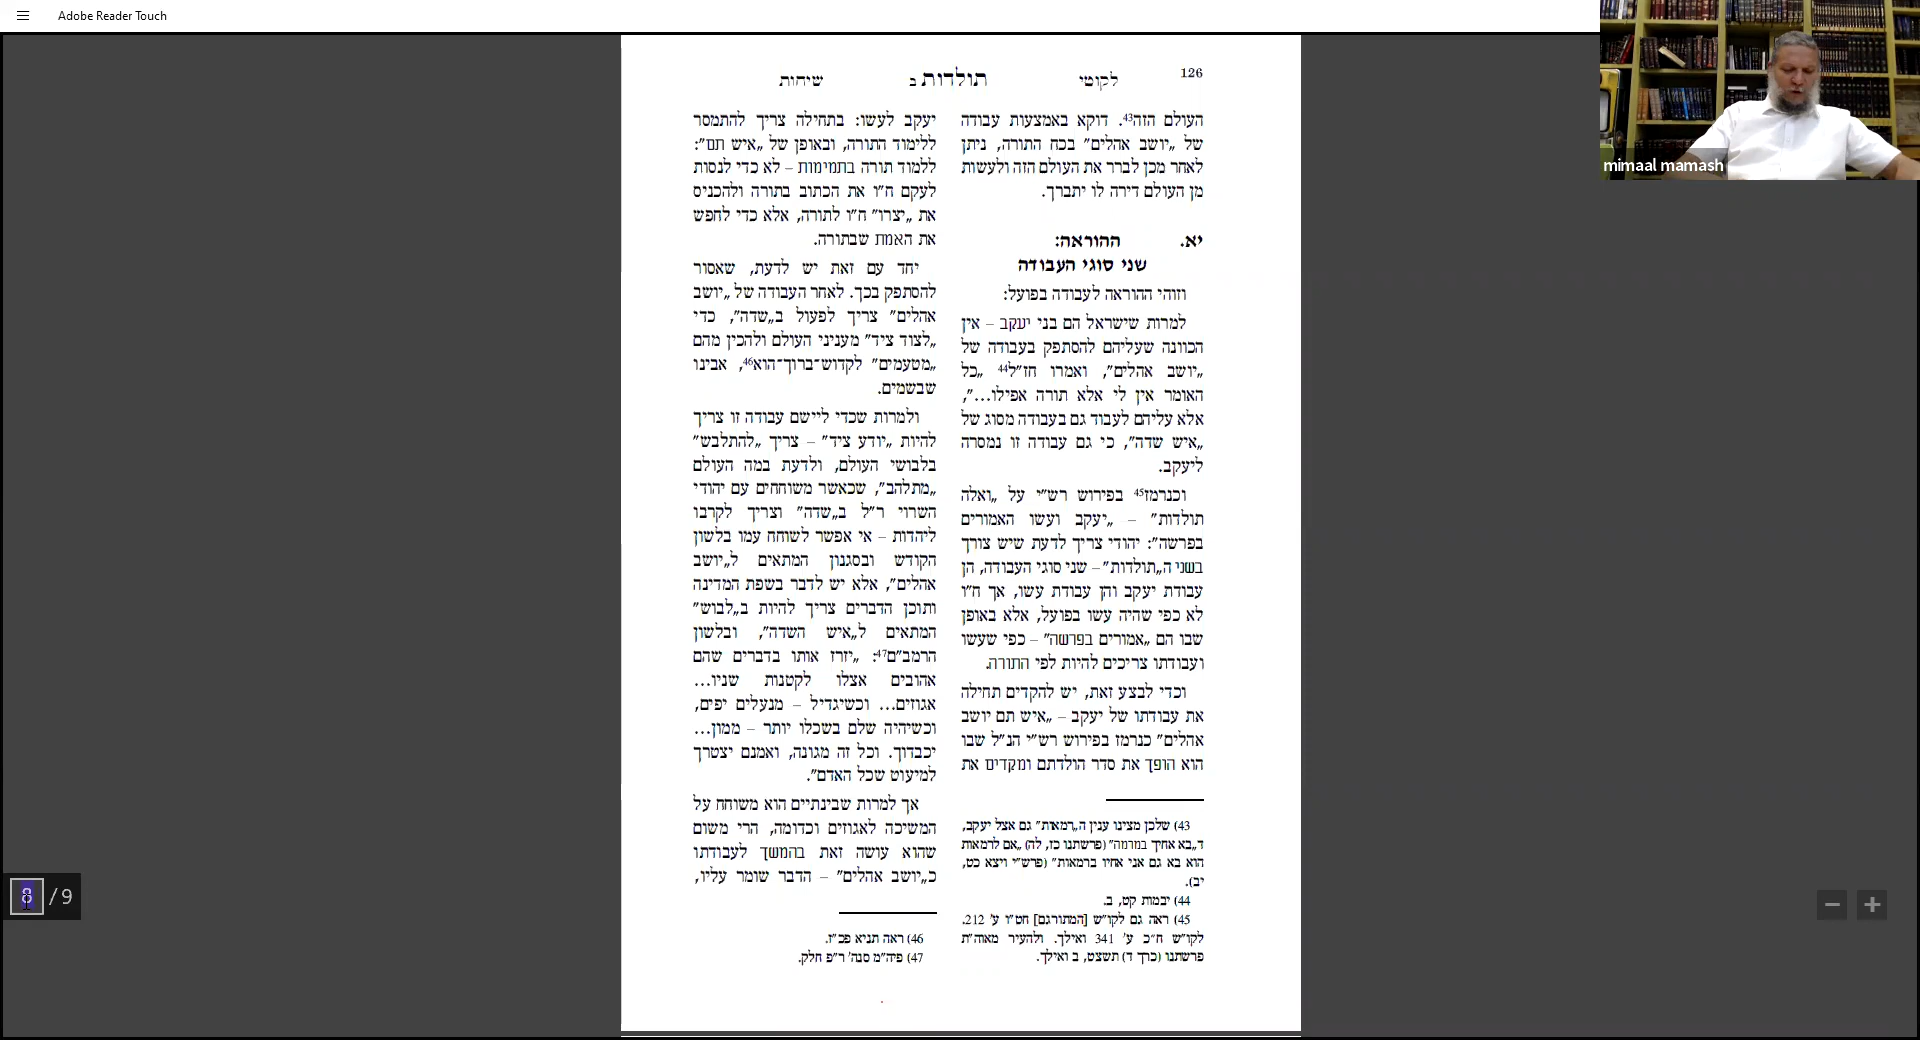 Adobe Reader Touch
mimaal mamash
126
לקוטי תולדות ב שיחות
העולם הזה43. דוקא באמצעות עבודה
של „יושב אהלים" בכח התורה, ניתן
לאחר מכן לברר את העולם הזה ולעשות
מן העולם דירה לו יתברך.
יא. ההוראה:
שני סוגי העבודה
וזוהי ההוראה לעבודה בפועל:
למרות שישראל הם בני יעקב – אין
הכוונה שעליהם להסתפק בעבודה של
„יושב אהלים", ואמרו חז"ל44 „כל
האומר אין לי אלא תורה אפילו...",
אלא עליהם לעבוד גם בעבודה מסוג של
„איש שדה", כי גם עבודה זו נמסרה
ליעקב.
וכנרמז45 בפירוש רש"י על „ואלה
תולדות" – „יעקב ועשו האמורים
בפרשה": יהודי צריך לדעת שיש צורך
בשני ה„תולדות" – שני סוגי העבודה, הן
עבודת יעקב והן עבודת עשו, אך ח"ו
לא כפי שהיה עשו בפועל, אלא באופן
שבו הם „אמורים בפרשה" – כפי שעשו
ועבודתו צריכים להיות לפי התורה.
וכדי לבצע זאת, יש להקדים תחילה
את עבודתו של יעקב – „איש תם יושב
אהלים" כנרמז בפירוש רש"י הנ"ל שבו
הוא הופך את סדר הולדתם ומקדים את
43) שלכן מצינו ענין ה„רמאות" גם אצל יעקב,
ד„בא אחיך במרמה" (פרשתנו כז, לה) „אם לרמאות
הוא בא גם אני אחיו ברמאות" (פרש"י ויצא כט,
יב).
44) יבמות קט, ב.
45) ראה גם לקו"ש [המתורגם] חט"ו ע' 212.
לקו"ש ח"כ ע' 341 ואילך. ולהעיר מאוה"ת
פרשתנו (כרך ד) תשצט, ב ואילך.
יעקב לעשו: בתחילה צריך להתמסר
ללימוד התורה, ובאופן של „איש תם":
ללמוד תורה בתמימות – לא כדי לנסות
לעקם ח"ו את הכתוב בתורה ולהכניס
את „יצרו" ח"ו לתורה, אלא כדי לחפש
את האמת שבתורה.
יחד עם זאת יש לדעת, שאסור
להסתפק בכך. לאחר העבודה של „יושב
אהלים" צריך לפעול ב„שדה", כדי
„לצוד ציד" מעניני העולם ולהכין מהם
„מטעמים" לקדוש־ברוך־הוא46, אבינו
שבשמים.
ולמרות שכדי ליישם עבודה זו צריך
להיות „יודע ציד" – צריך „להתלבש"
בלבושי העולם, ולדעת במה העולם
„מתלהב", שכאשר משוחחים עם יהודי
השרוי ר"ל ב„שדה" וצריך לקרבו
ליהדות – אי אפשר לשוחח עמו בלשון
הקודש ובסגנון המתאים ל„יושב
אהלים", אלא יש לדבר בשפת המדינה
ותוכן הדברים צריך להיות ב„לבוש"
המתאים ל„איש השדה", ובלשון
הרמב"ם47: „יזרז אותו בדברים שהם
אהובים אצלו לקטנות שניו...
אגוזים... וכשיגדיל – מנעלים יפים,
וכשיהיה שלם בשכלו יותר – ממון...
יכבדוך. וכל זה מגונה, ואמנם יצטרך
למיעוט שכל האדם".
אך למרות שבינתיים הוא משוחח על
המשיכה לאגוזים וכדומה, הרי משום
שהוא עושה זאת בהמשך לעבודתו
כ„יושב אהלים" – הדבר שומר עליו,
46) ראה תניא פכ"ז.
47) פיה"מ סנה' ר"פ חלק.
8 / 9